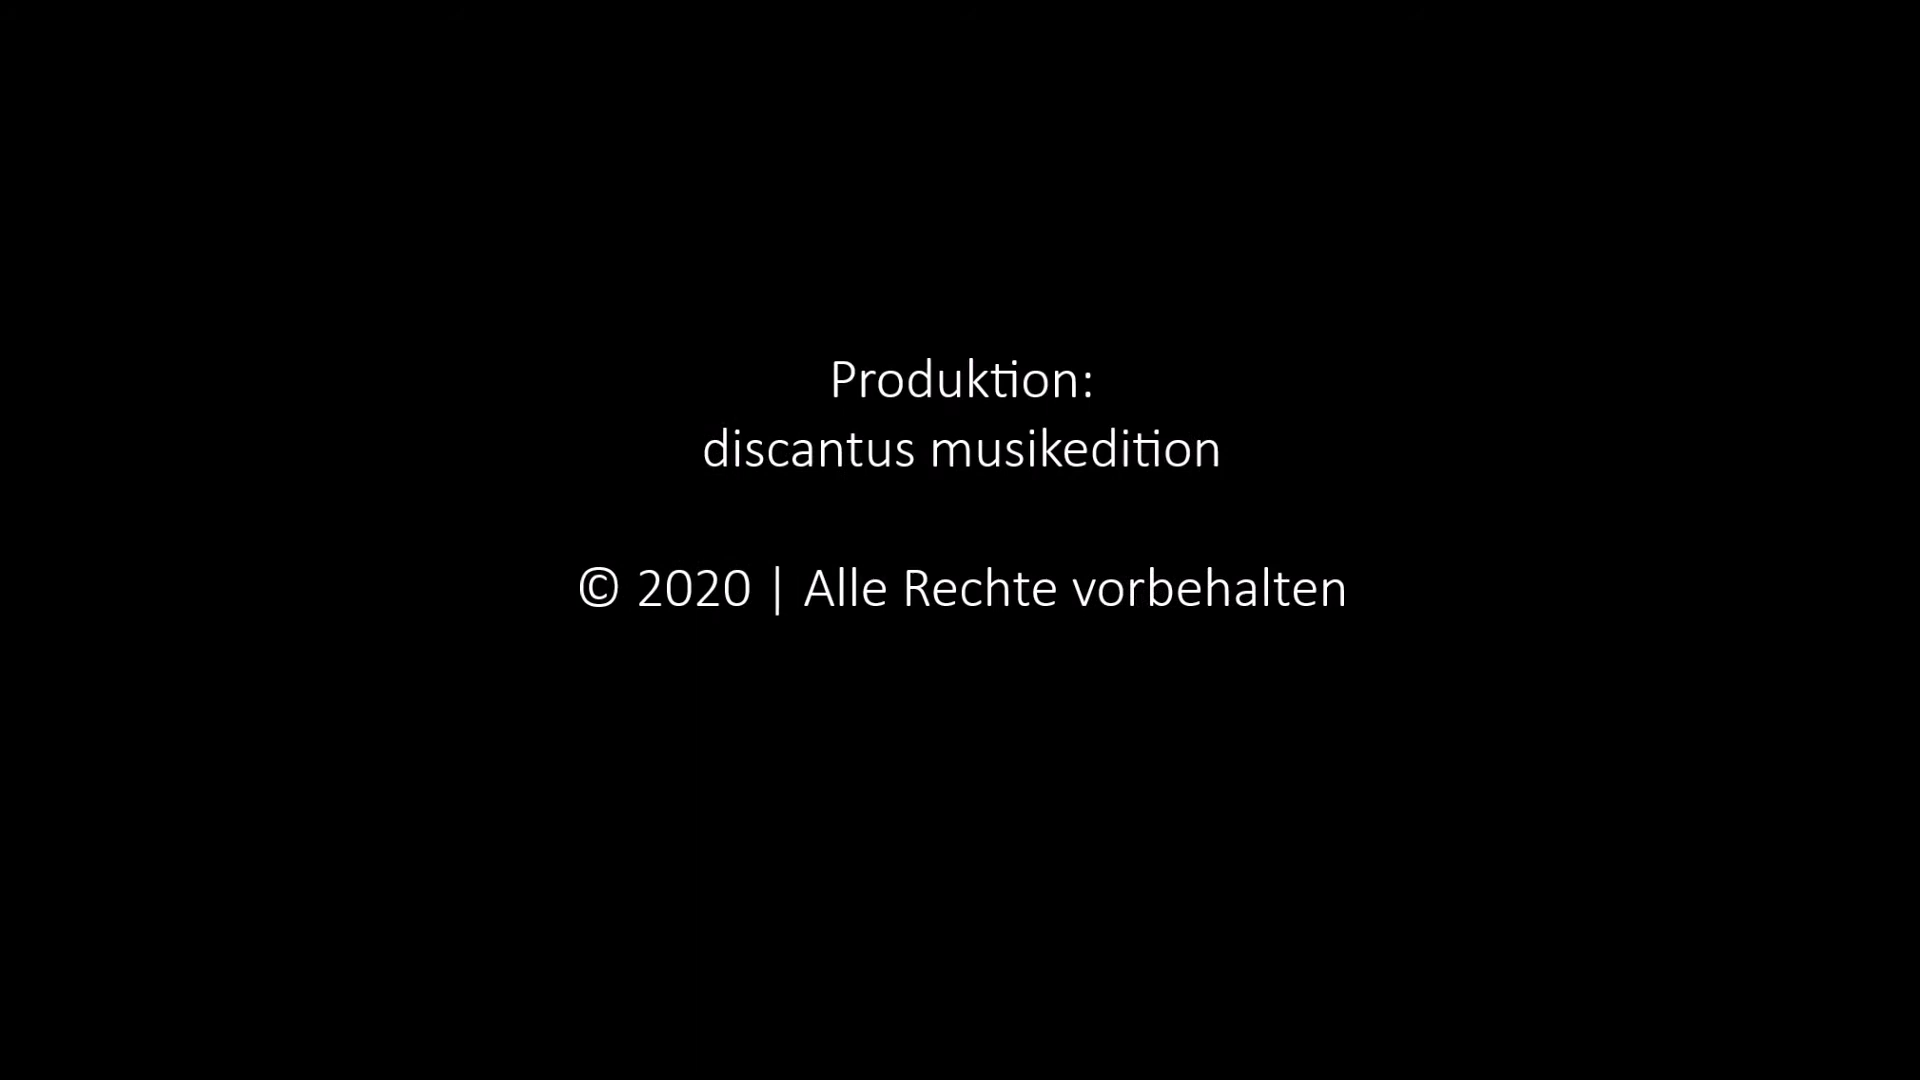 Produktion:
discantus musikedition
© 2020 | Alle Rechte vorbehalten